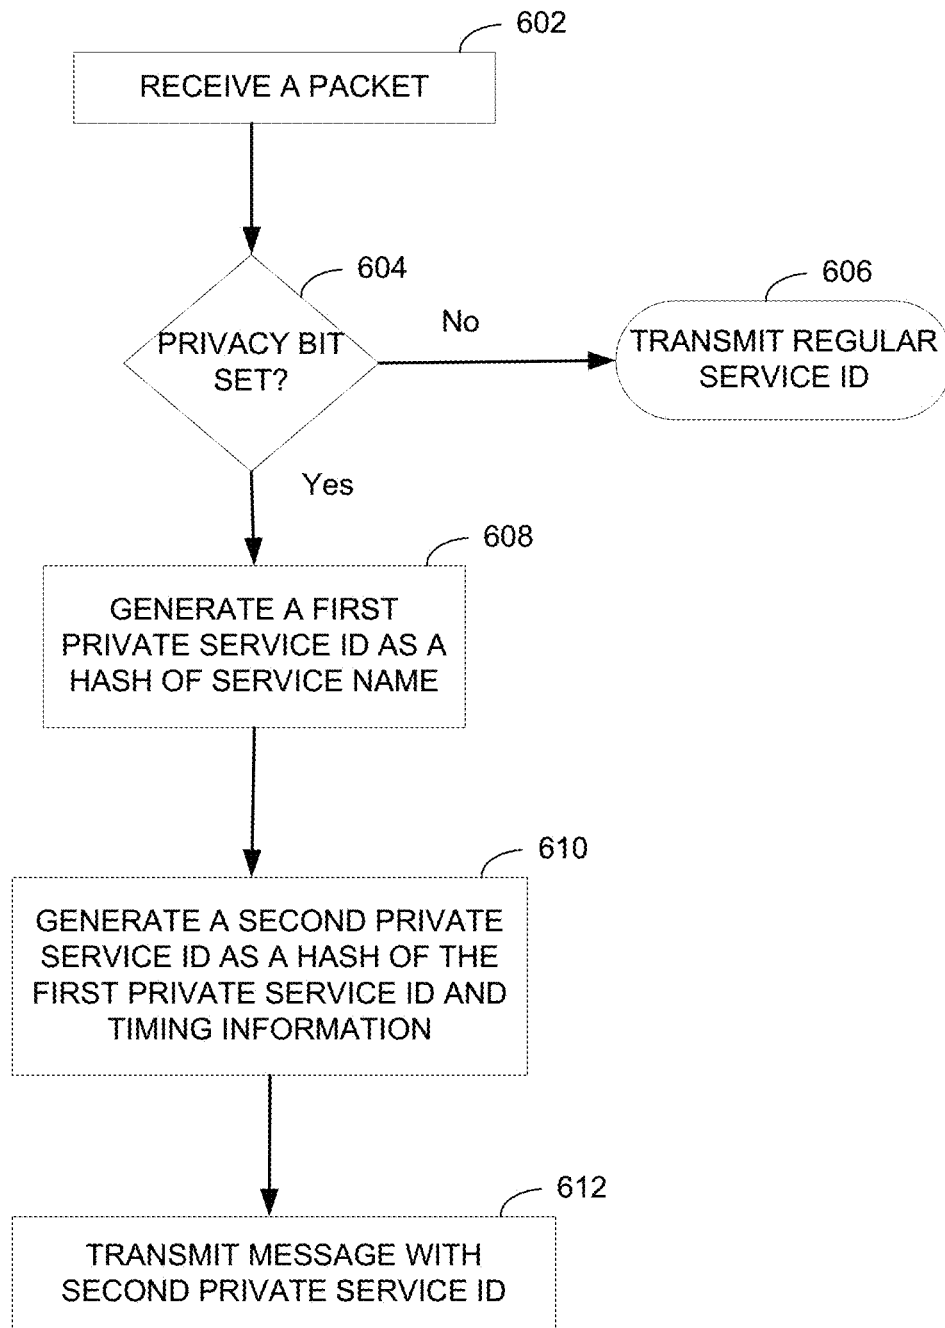 602
RECEIVE A PACKET
604
PRIVACY BIT
SET?
No
606
TRANSMIT REGULAR
SERVICE ID
Yes
608
GENERATE A FIRST
PRIVATE SERVICE ID AS A
HASH OF SERVICE NAME
610
GENERATE A SECOND PRIVATE
SERVICE ID AS A HASH OF THE
FIRST PRIVATE SERVICE ID AND
TIMING INFORMATION
612
TRANSMIT MESSAGE WITH
SECOND PRIVATE SERVICE ID